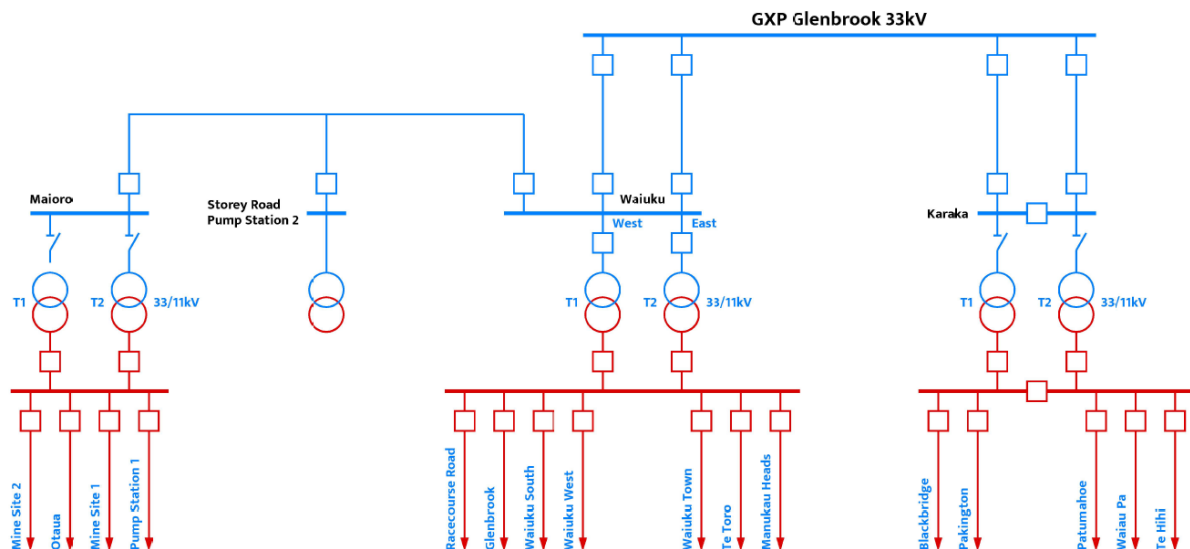 GXP Glenbrook 33kV
Maioro
Storey Road
Pump Station 2
Waiuku
West
East
Karaka
T1
T2
33/11kV
T1
T2
33/11kV
T1
T2
33/11kV
Mine Site 2
Otaua
Mine Site 1
Pump Station 1
Racecourse Road
Glenbrook
Waiuku South
Waiuku West
Waiuku Town
Te Toro
Manukau Heads
Blackbridge
Pakington
Patumahoe
Waiau Pa
Te Hihi